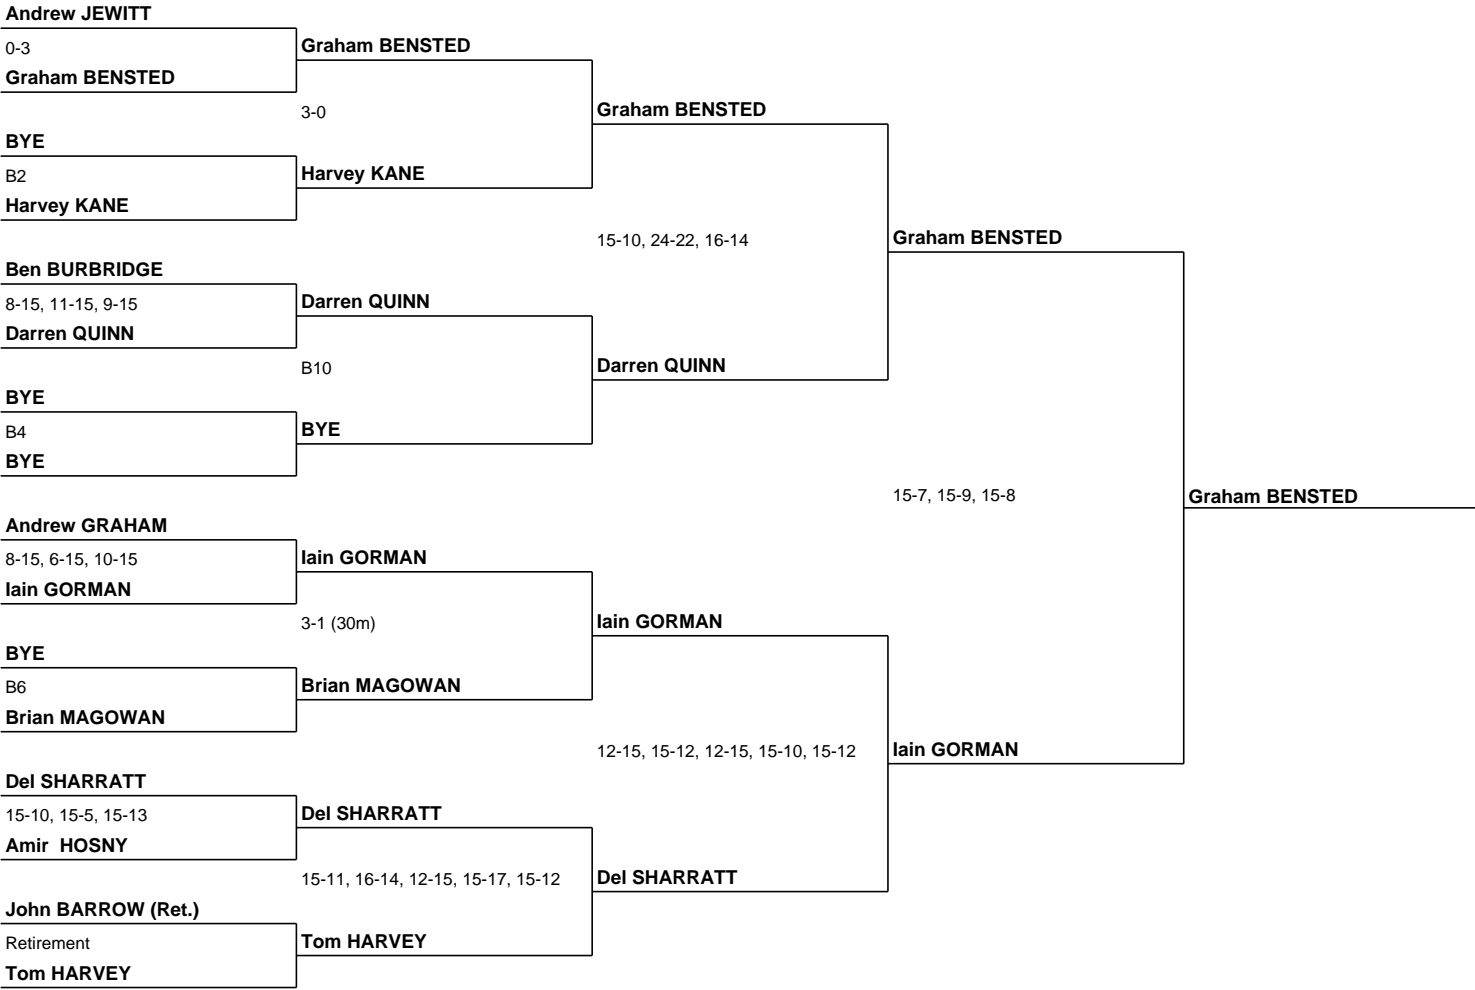 Andrew JEWITT
0-3
Graham BENSTED
BYE
B2
Harvey KANE
Ben BURBRIDGE
8-15, 11-15, 9-15
Darren QUINN
BYE
B4
BYE
Andrew GRAHAM
8-15, 6-15, 10-15
Iain GORMAN
BYE
B6
Brian MAGOWAN
Del SHARRATT
15-10, 15-5, 15-13
Amir  HOSNY
John BARROW (Ret.)
Retirement
Tom HARVEY
Graham BENSTED
3-0
Harvey KANE
Darren QUINN
B10
BYE
Iain GORMAN
3-1 (30m)
Brian MAGOWAN
Del SHARRATT
15-11, 16-14, 12-15, 15-17, 15-12
Tom HARVEY
Graham BENSTED
15-10, 24-22, 16-14
Darren QUINN
Iain GORMAN
12-15, 15-12, 12-15, 15-10, 15-12
Del SHARRATT
Graham BENSTED
15-7, 15-9, 15-8
Iain GORMAN
Graham BENSTED